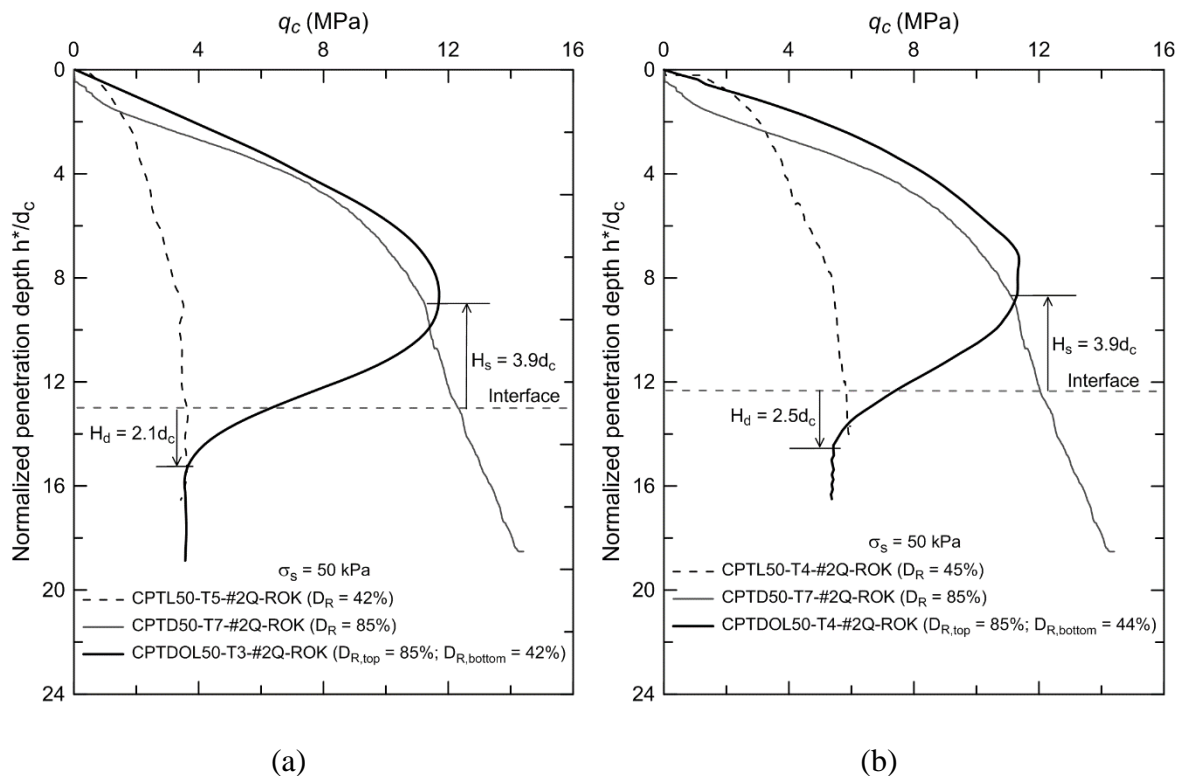 q_c (MPa)
0 4 8 12 16
0
4
8
12
16
20
24
Normalized penetration depth h*/d_c
H_s = 3.9d_c
Interface
H_d = 2.1d_c
σ_s = 50 kPa
CPTL50-T5-#2Q-ROK (D_R = 42%)
CPTD50-T7-#2Q-ROK (D_R = 85%)
CPTDOL50-T3-#2Q-ROK (D_R,top = 85%; D_R,bottom = 42%)
(a)
q_c (MPa)
0 4 8 12 16
0
4
8
12
16
20
24
Normalized penetration depth h*/d_c
H_s = 3.9d_c
Interface
H_d = 2.5d_c
σ_s = 50 kPa
CPTL50-T4-#2Q-ROK (D_R = 45%)
CPTD50-T7-#2Q-ROK (D_R = 85%)
CPTDOL50-T4-#2Q-ROK (D_R,top = 85%; D_R,bottom = 44%)
(b)